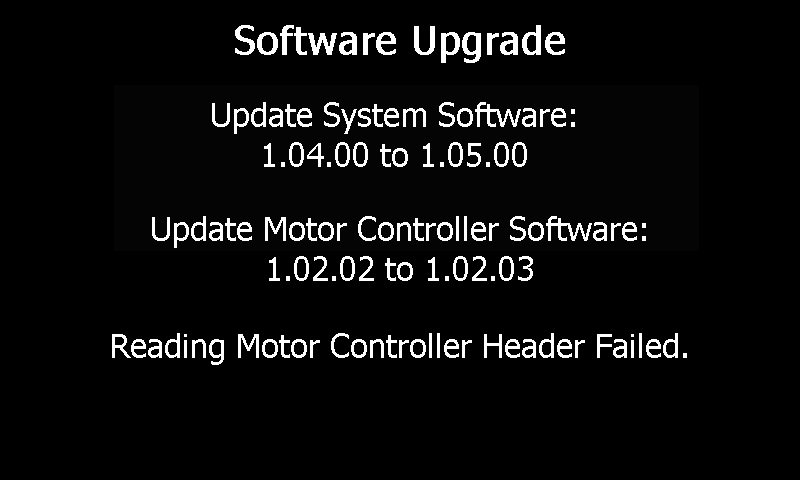 Software Upgrade
Update System Software:
1.04.00 to 1.05.00
Update Motor Controller Software:
1.02.02 to 1.02.03
Reading Motor Controller Header Failed.